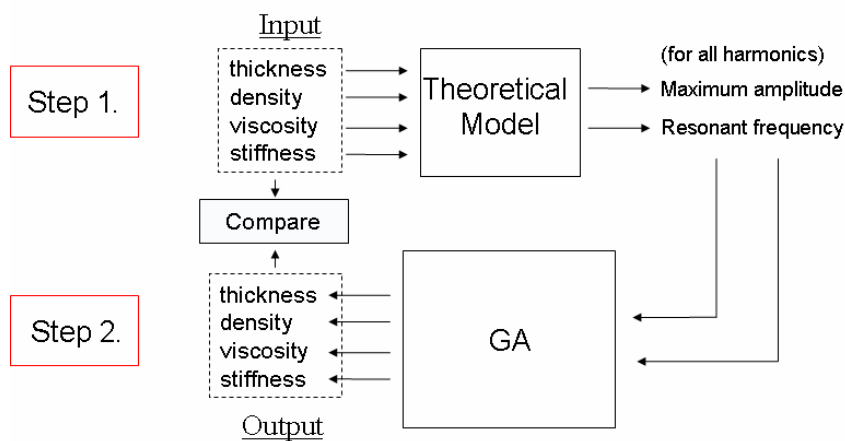 Input
Step 1.
thickness
density
viscosity
stiffness
Theoretical
Model
(for all harmonics)
Maximum amplitude
Resonant frequency
Compare
Step 2.
thickness
density
viscosity
stiffness
GA
Output